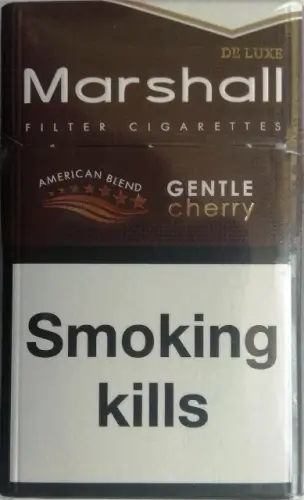 DE LUXE
Marshall
FILTER CIGARETTES
AMERICAN BLEND
GENTLE
cherry
Smoking
kills